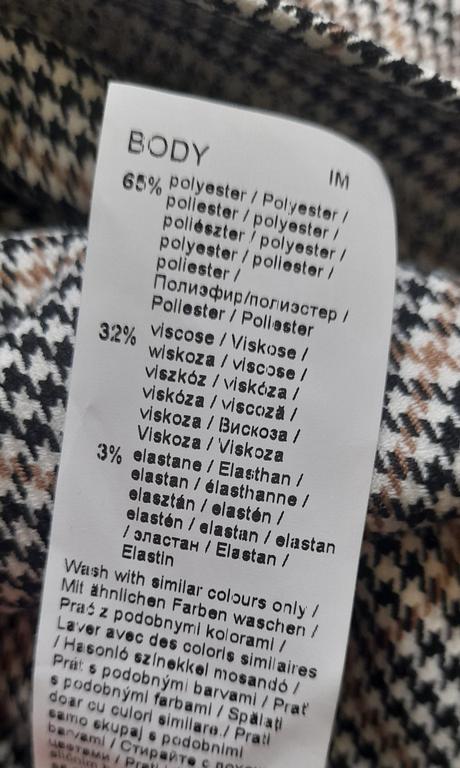 BODY
IM
65% polyester / Polyester /
poliester / polyester /
poliészter / polyester /
polyester / poliester /
poliester /
Полиэфир/полиэстер /
Poliester / Poliester
32% viscose / Viskose /
wiskoza / viscose /
viszkóz / viskóza /
viskóza / viscoză /
viskoza / Вискоза /
Viskoza / Viskoza
3% elastane / Elasthan /
elastan / élasthanne /
elasztán / elastén /
elastén / elastan / elastan
/ эластан / Elastan /
Elastin
Wash with similar colours only /
Mit ähnlichen Farben waschen /
Prać z podobnymi kolorami /
Laver avec des coloris similaires
/ Hasonló színekkel mosandó /
Prát s podobnými barvami / Prať
s podobnými farbami / Spălați
doar cu culori similare./ Prati
samo skupaj s podobnimi
barvami / Стирайте с
цветами / Prati